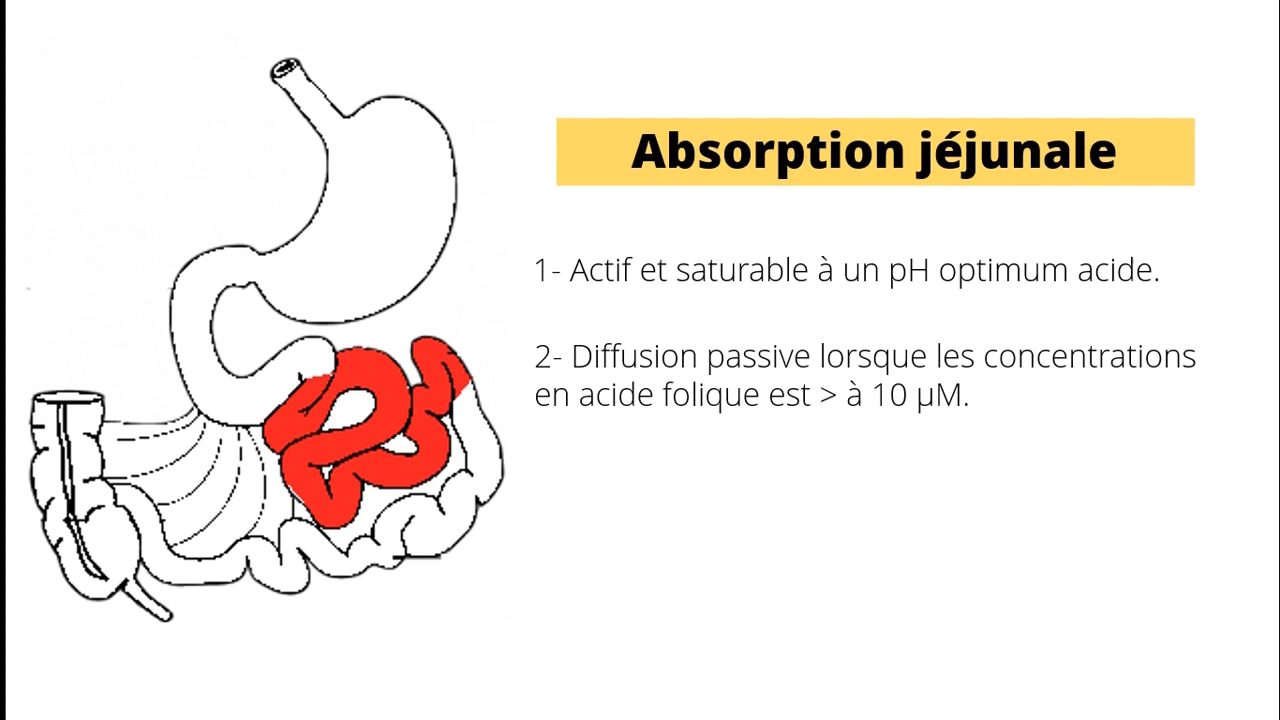 Absorption jéjunale
1- Actif et saturable à un pH optimum acide.
2- Diffusion passive lorsque les concentrations
en acide folique est > à 10 µM.